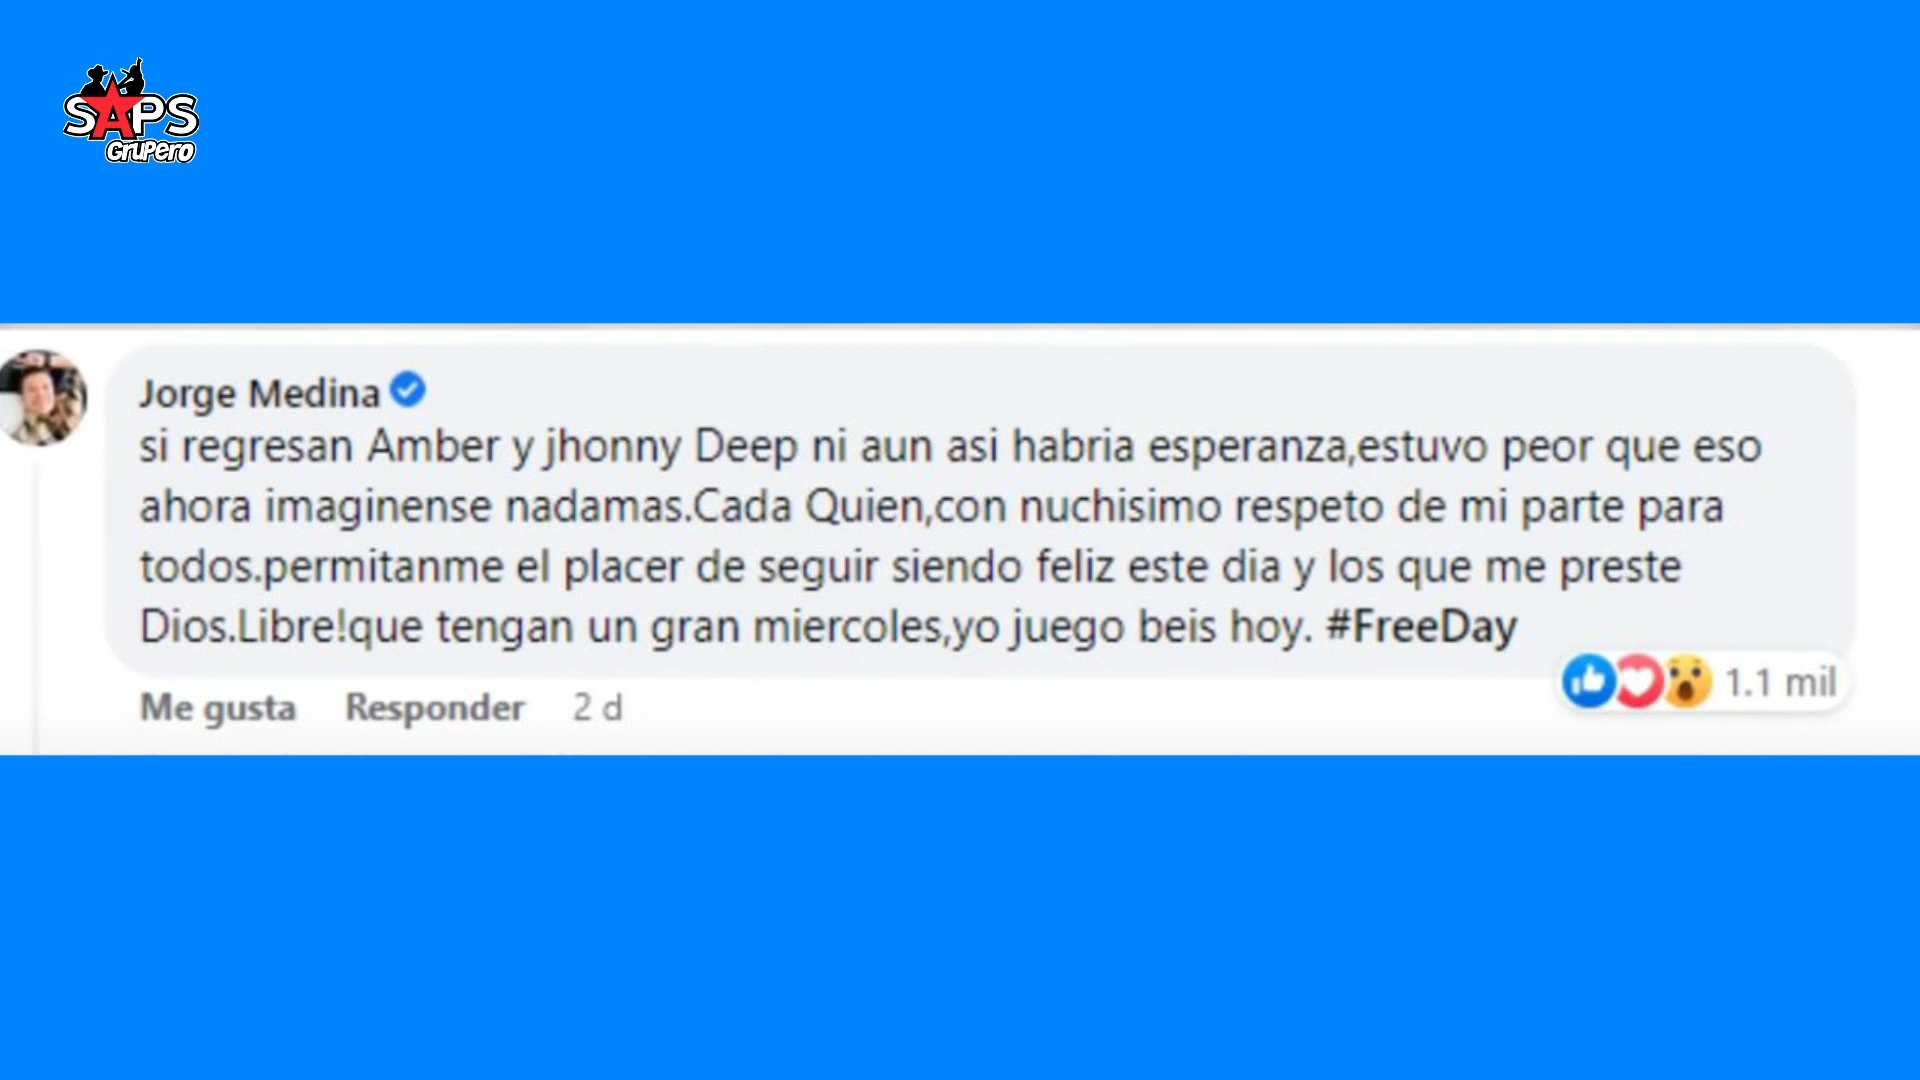 SAPS
GruPero
Jorge Medina
si regresan Amber y jhonny Deep ni aun asi habria esperanza,estuvo peor que eso
ahora imaginense nadamas.Cada Quien,con nuchisimo respeto de mi parte para
todos.permitanme el placer de seguir siendo feliz este dia y los que me preste
Dios.Libre!que tengan un gran miercoles,yo juego beis hoy. #FreeDay
Me gusta Responder 2 d 1.1 mil